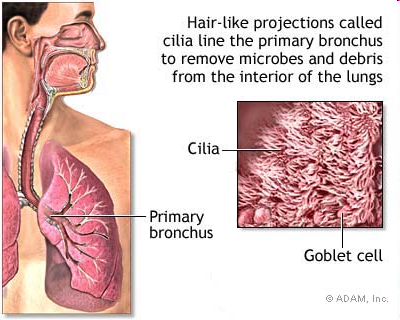 Hair-like projections called
cilia line the primary bronchus
to remove microbes and debris
from the interior of the lungs
Cilia
Primary
bronchus
Goblet cell
© ADAM, Inc.